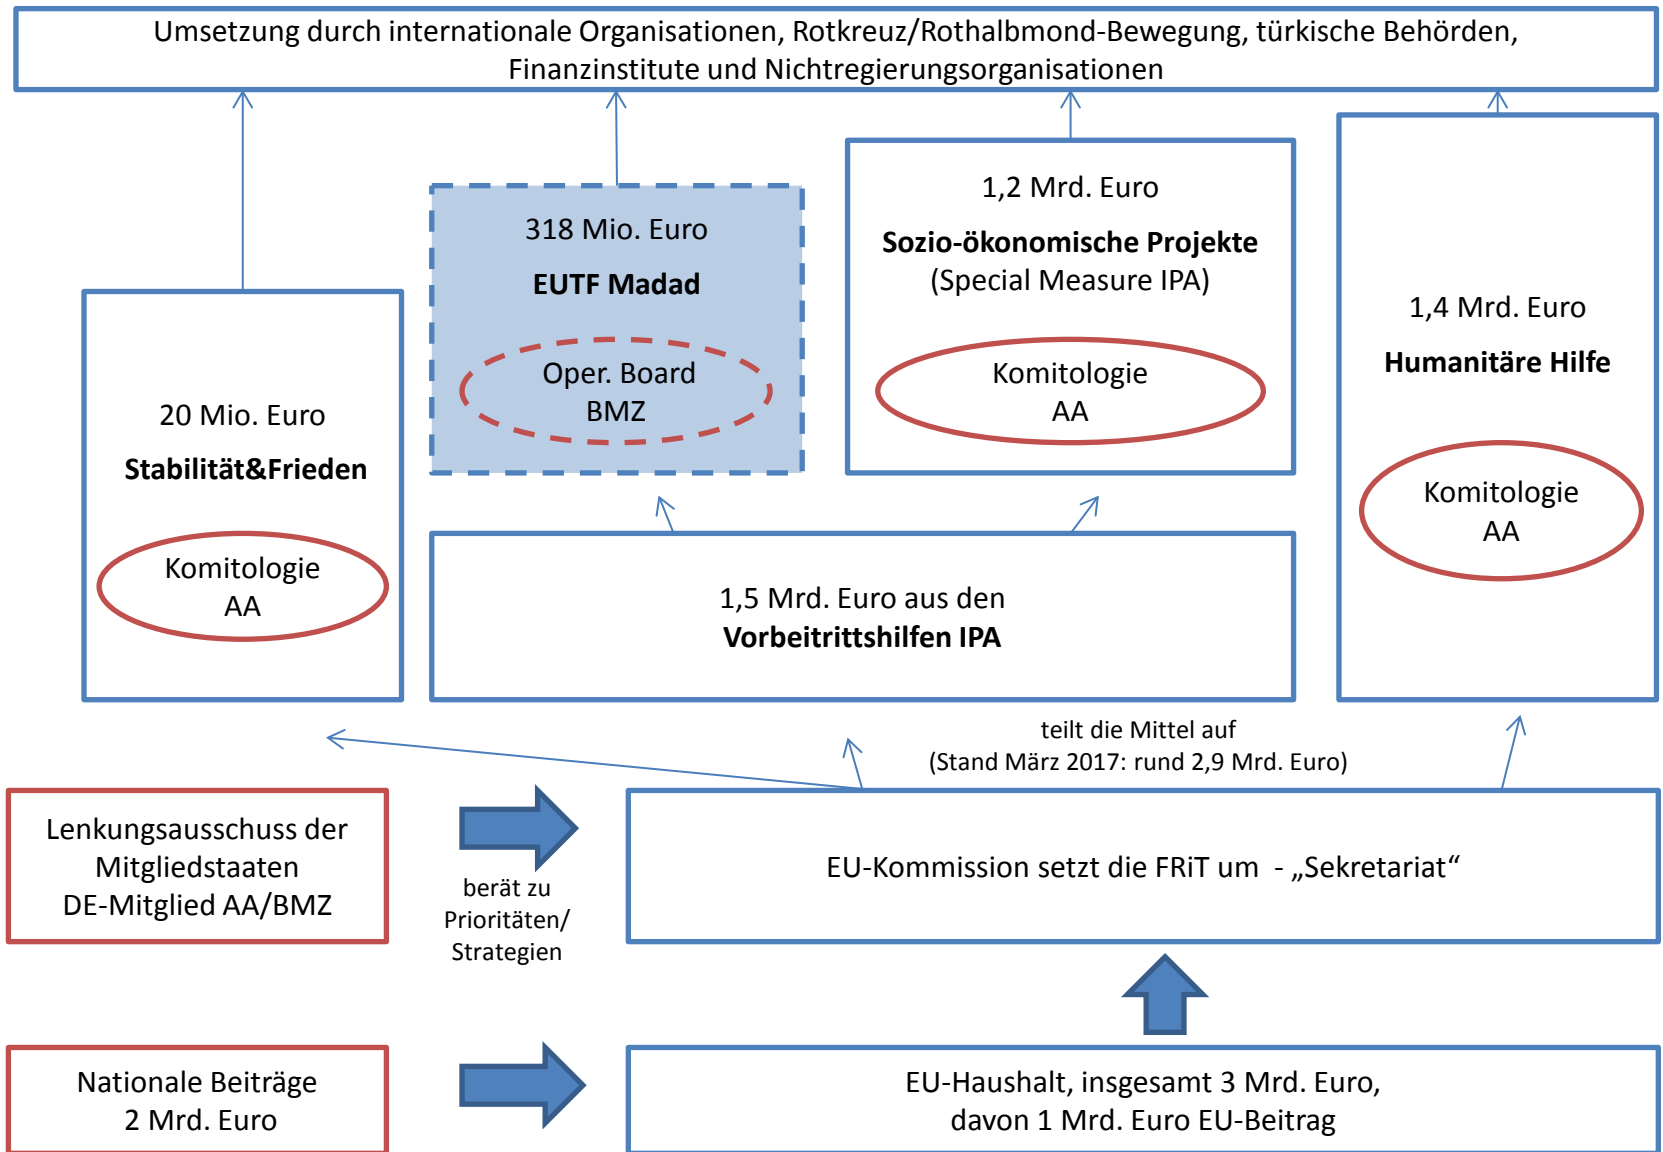 Umsetzung durch internationale Organisationen, Rotkreuz/Rothalbmond-Bewegung, türkische Behörden,
Finanzinstitute und Nichtregierungsorganisationen
20 Mio. Euro
Stabilität&Frieden
Komitologie
AA
318 Mio. Euro
EUTF Madad
Oper. Board
BMZ
1,2 Mrd. Euro
Sozio-ökonomische Projekte
(Special Measure IPA)
Komitologie
AA
1,4 Mrd. Euro
Humanitäre Hilfe
Komitologie
AA
1,5 Mrd. Euro aus den
Vorbeitrittshilfen IPA
teilt die Mittel auf
(Stand März 2017: rund 2,9 Mrd. Euro)
Lenkungsausschuss der
Mitgliedstaaten
DE-Mitglied AA/BMZ
berät zu
Prioritäten/
Strategien
EU-Kommission setzt die FRiT um - „Sekretariat“
Nationale Beiträge
2 Mrd. Euro
EU-Haushalt, insgesamt 3 Mrd. Euro,
davon 1 Mrd. Euro EU-Beitrag